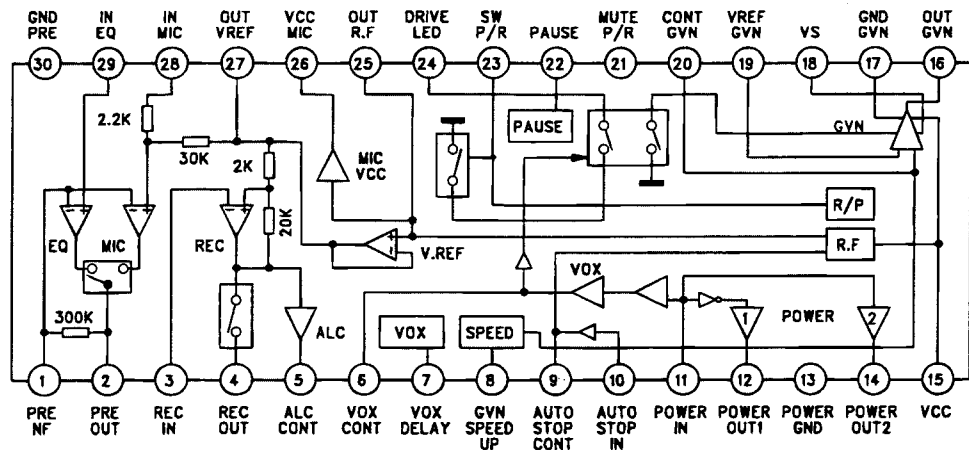 GND PRE
IN EQ
IN MIC
OUT VREF
VCC MIC
OUT R.F
DRIVE LED
SW P/R
PAUSE
MUTE P/R
CONT GVN
VREF GVN
VS
GND GVN
OUT GVN
30 29 28 27 26 25 24 23 22 21 20 19 18 17 16
2.2K
30K
2K
20K
MIC VCC
PAUSE
GVN
EQ
MIC
REC
V.REF
R/P
R.F
VOX
300K
ALC
VOX
SPEED
1
POWER
2
1 2 3 4 5 6 7 8 9 10 11 12 13 14 15
PRE NF
PRE OUT
REC IN
REC OUT
ALC CONT
VOX CONT
VOX DELAY
GVN SPEED UP
AUTO STOP CONT
AUTO STOP IN
POWER IN
POWER OUT1
POWER GND
POWER OUT2
VCC